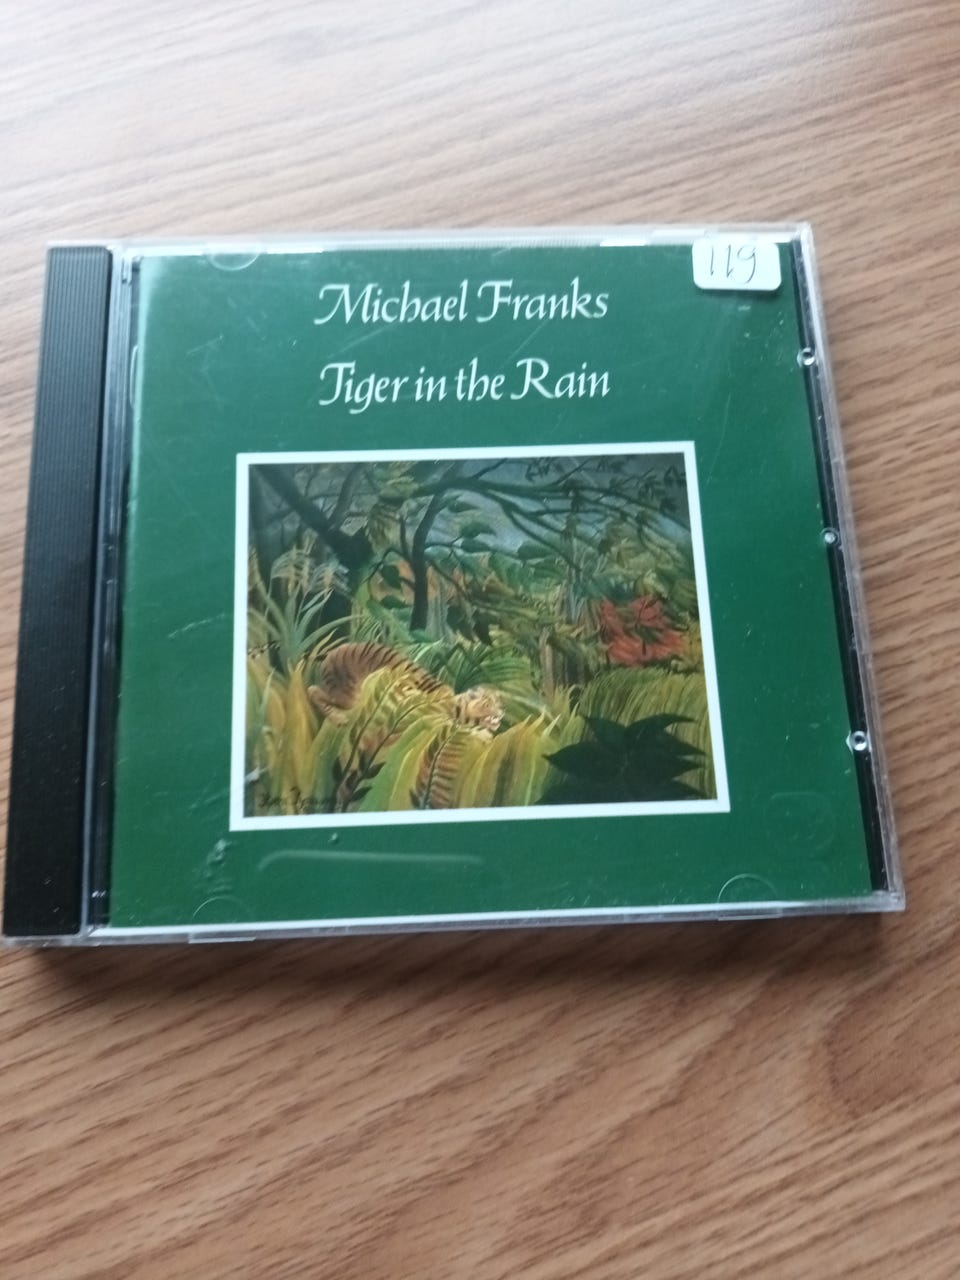 119
Michael Franks
Tiger in the Rain